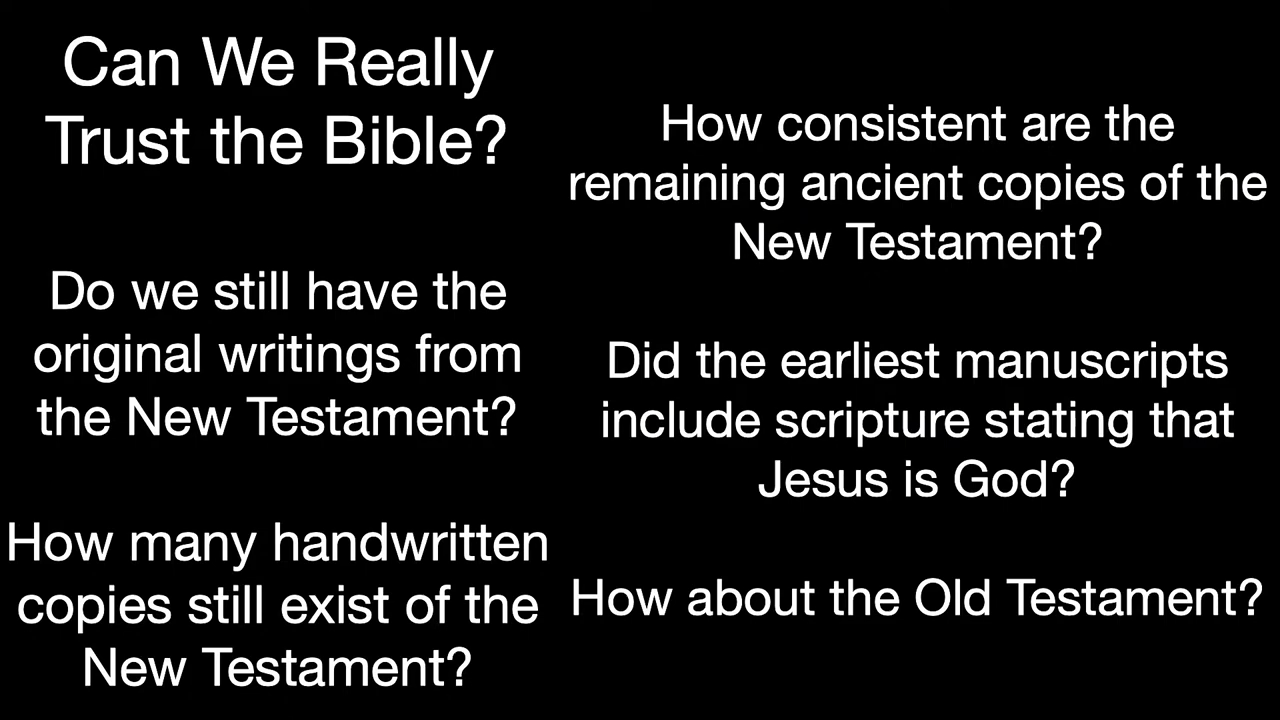 Can We Really
Trust the Bible?
Do we still have the
original writings from
the New Testament?
How many handwritten
copies still exist of the
New Testament?
How consistent are the
remaining ancient copies of the
New Testament?
Did the earliest manuscripts
include scripture stating that
Jesus is God?
How about the Old Testament?